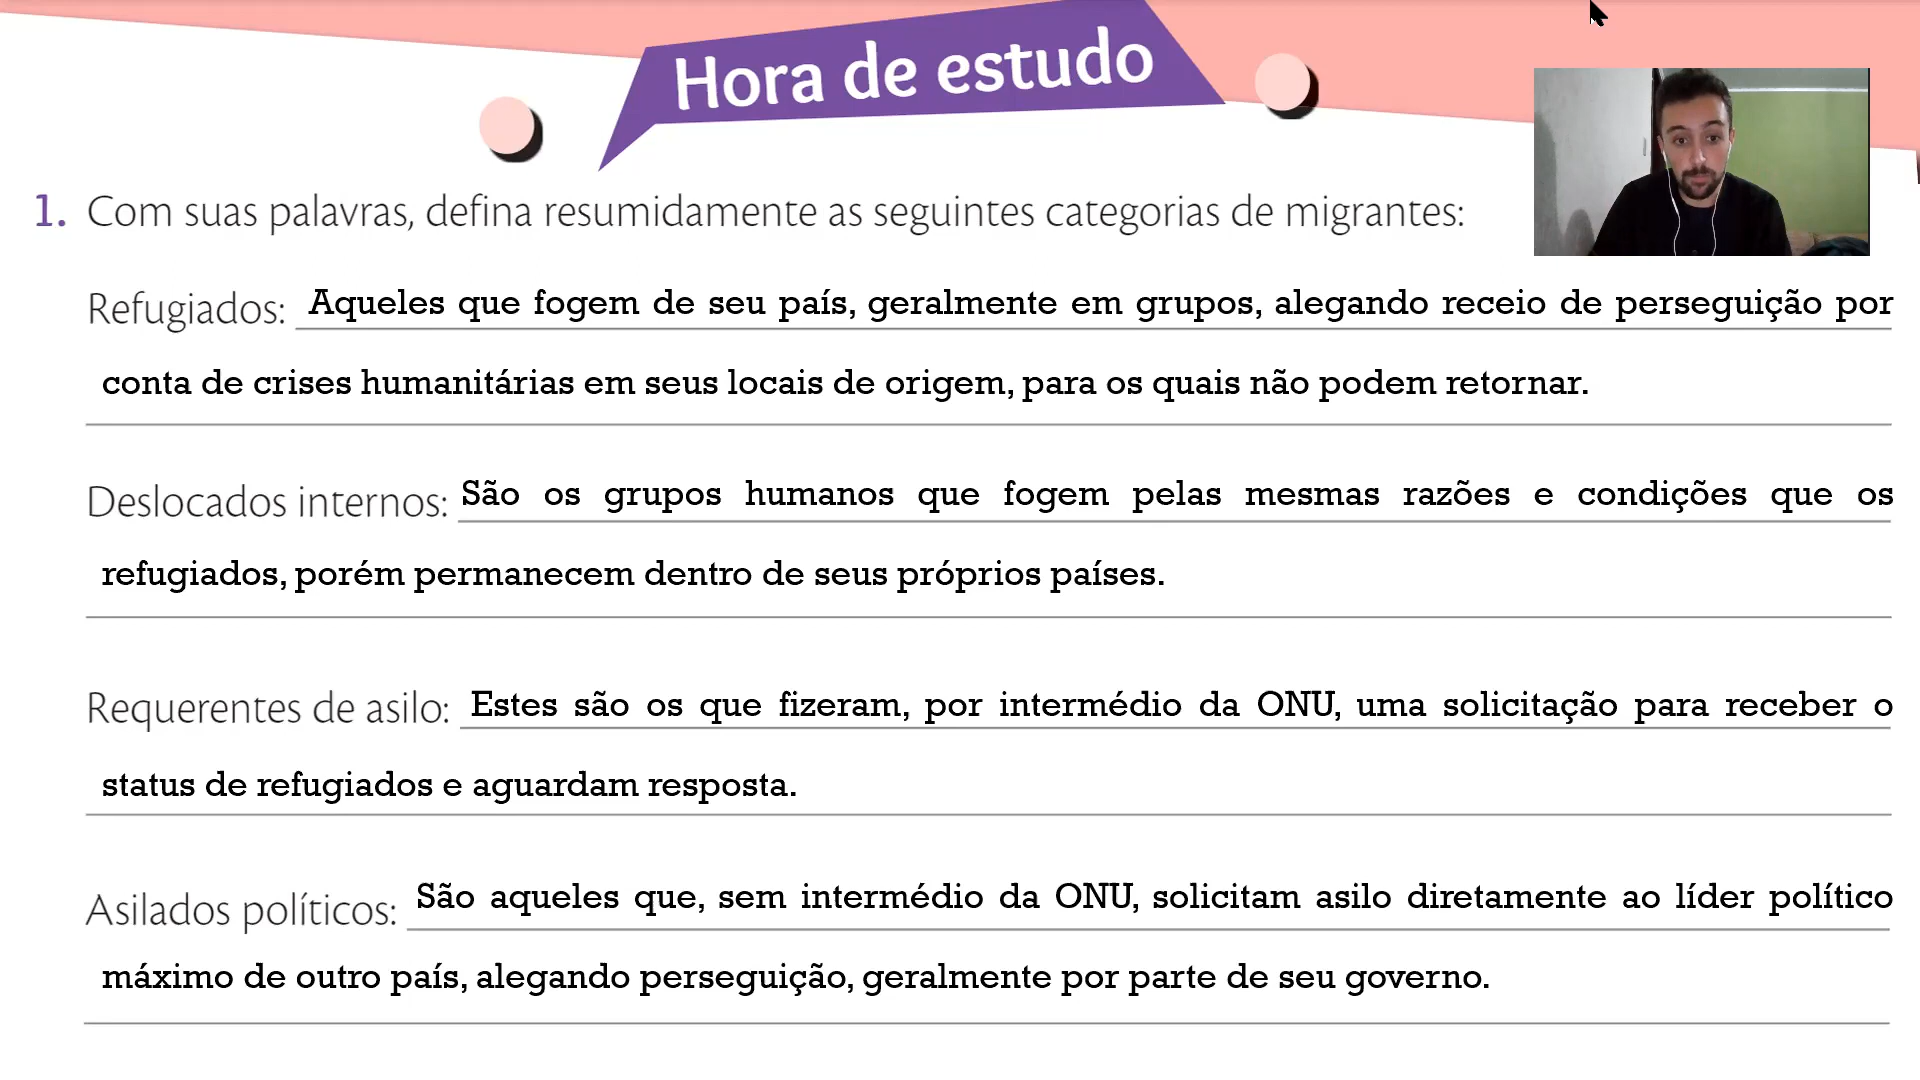 Hora de estudo
1. Com suas palavras, defina resumidamente as seguintes categorias de migrantes:
Refugiados: Aqueles que fogem de seu país, geralmente em grupos, alegando receio de perseguição por
conta de crises humanitárias em seus locais de origem, para os quais não podem retornar.
Deslocados internos: São os grupos humanos que fogem pelas mesmas razões e condições que os
refugiados, porém permanecem dentro de seus próprios países.
Requerentes de asilo: Estes são os que fizeram, por intermédio da ONU, uma solicitação para receber o
status de refugiados e aguardam resposta.
Asilados políticos: São aqueles que, sem intermédio da ONU, solicitam asilo diretamente ao líder político
máximo de outro país, alegando perseguição, geralmente por parte de seu governo.